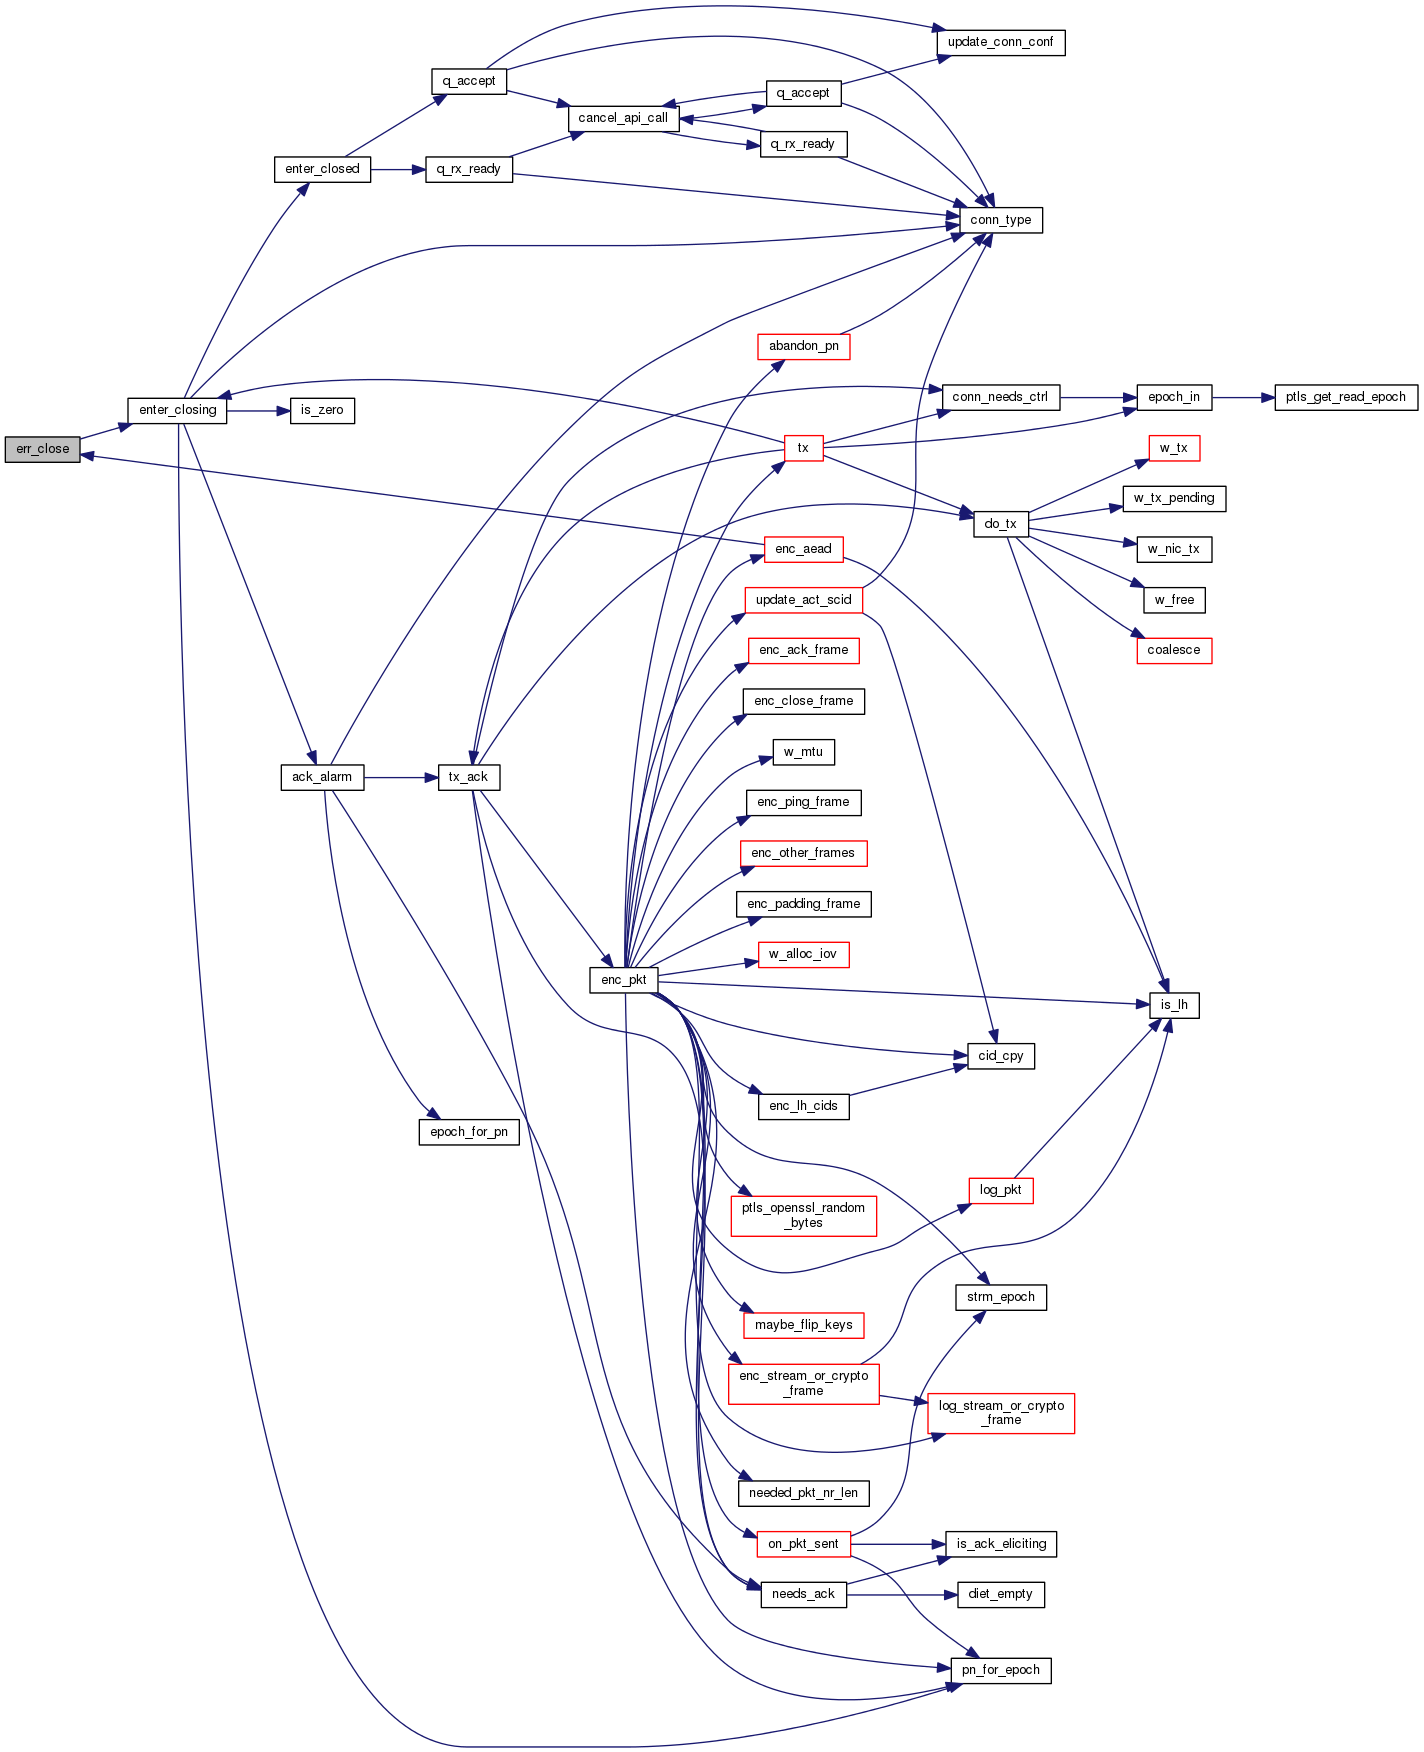 update_conn_conf
q_accept
q_accept
cancel_api_call
q_rx_ready
enter_closed
q_rx_ready
conn_type
abandon_pn
conn_needs_ctrl
epoch_in
ptls_get_read_epoch
enter_closing
is_zero
err_close
tx
w_tx
w_tx_pending
do_tx
enc_aead
w_nic_tx
update_act_scid
w_free
enc_ack_frame
coalesce
enc_close_frame
w_mtu
ack_alarm
tx_ack
enc_ping_frame
enc_other_frames
enc_padding_frame
w_alloc_iov
enc_pkt
is_lh
cid_cpy
enc_lh_cids
epoch_for_pn
log_pkt
ptls_openssl_random
_bytes
strm_epoch
maybe_flip_keys
enc_stream_or_crypto
_frame
log_stream_or_crypto
_frame
needed_pkt_nr_len
on_pkt_sent
is_ack_eliciting
needs_ack
diet_empty
pn_for_epoch